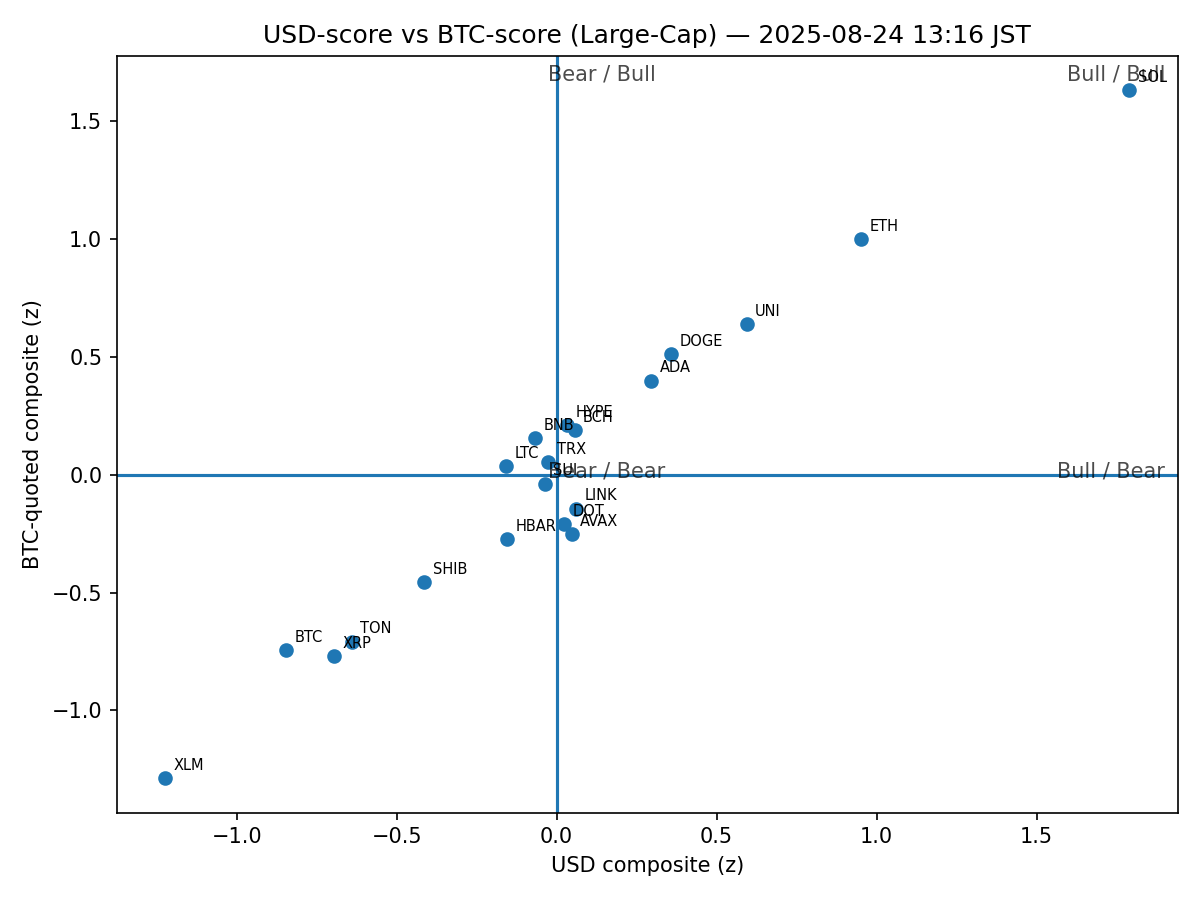 USD-score vs BTC-score (Large-Cap) — 2025-08-24 13:16 JST
Bear / Bull
Bull / Bull
SOL
1.5
ETH
1.0
UNI
DOGE
0.5
ADA
HYPE
BCH
BNB
TRX
LTC
SUI
Bear / Bear
Bull / Bear
0.0
LINK
DOT
AVAX
HBAR
SHIB
−0.5
TON
BTC
XRP
−1.0
XLM
−1.0
−0.5
0.0
0.5
1.0
1.5
USD composite (z)
BTC-quoted composite (z)